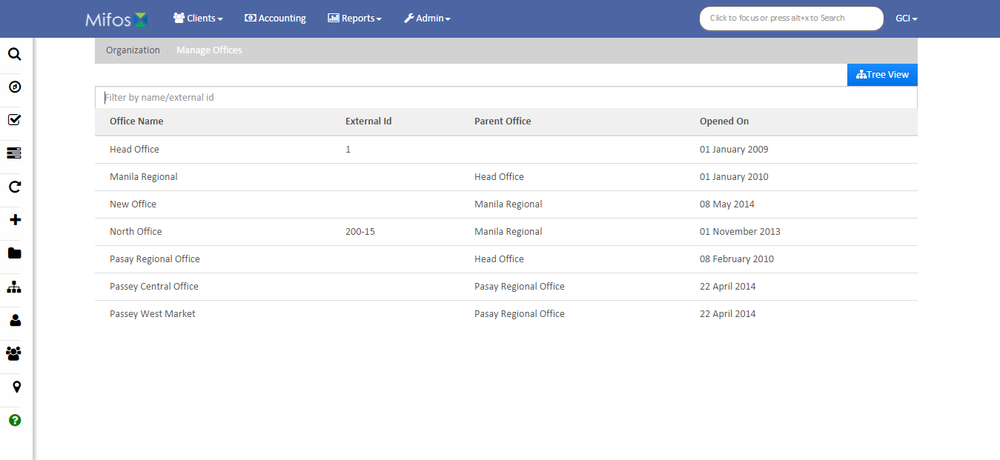 Mifos X Clients Accounting Reports Admin Click to focus or press alt+x to Search GCI
Organization / Manage Offices
Tree View
Filter by name/external id
Office Name External Id Parent Office Opened On
Head Office 1 01 January 2009
Manila Regional Head Office 01 January 2010
New Office Manila Regional 08 May 2014
North Office 200-15 Manila Regional 01 November 2013
Pasay Regional Office Head Office 08 February 2010
Passey Central Office Pasay Regional Office 22 April 2014
Passey West Market Pasay Regional Office 22 April 2014
?